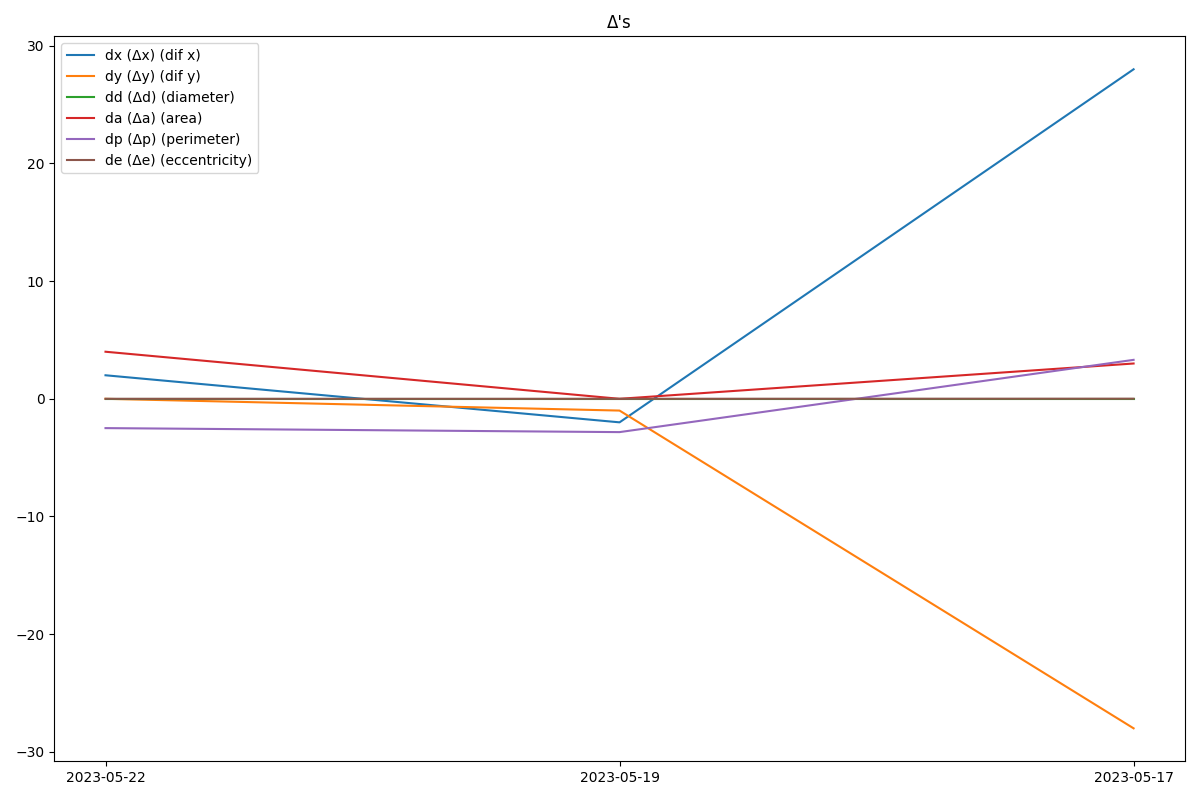 Δ's
dx (Δx) (dif x)
dy (Δy) (dif y)
dd (Δd) (diameter)
da (Δa) (area)
dp (Δp) (perimeter)
de (Δe) (eccentricity)
30
20
10
0
−10
−20
−30
2023-05-22 2023-05-19 2023-05-17